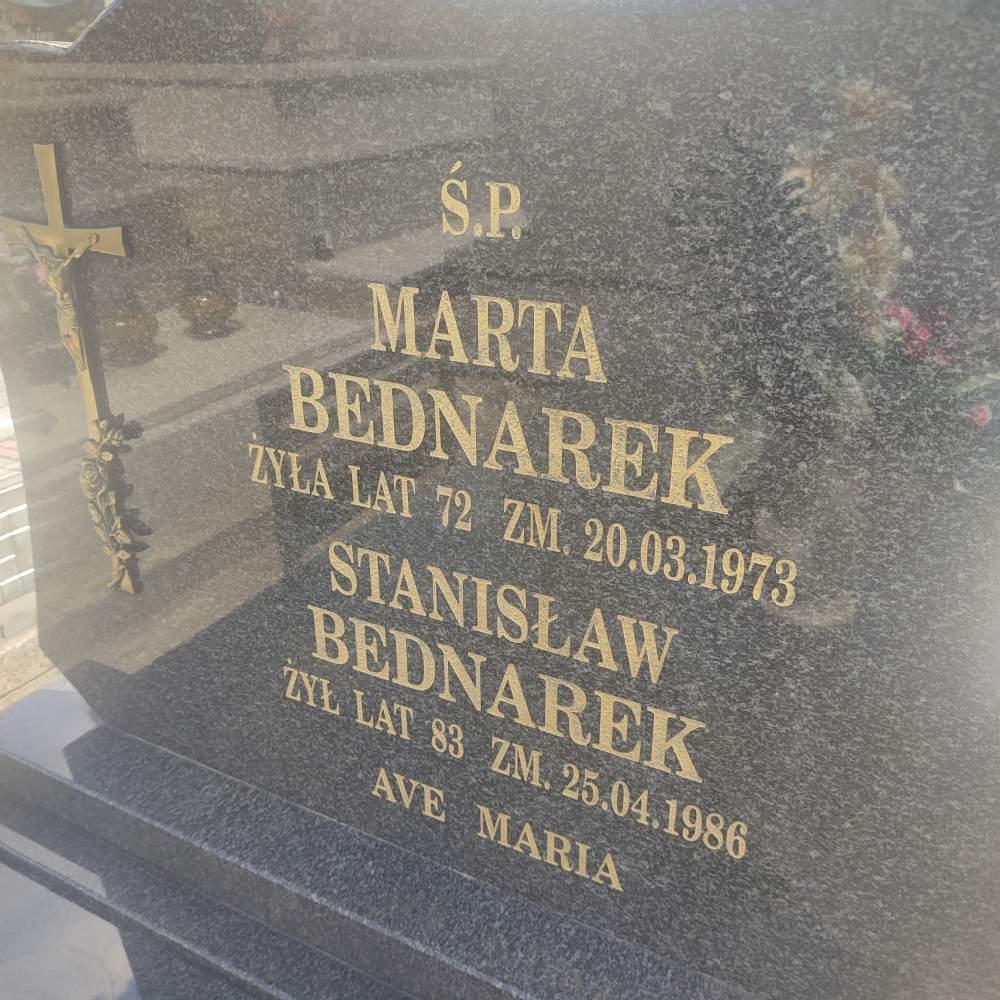 Ś.P.
MARTA
BEDNAREK
ŻYŁA LAT 72 ZM. 20.03.1973
STANISŁAW
BEDNAREK
ŻYŁ LAT 83 ZM. 25.04.1986
AVE MARIA